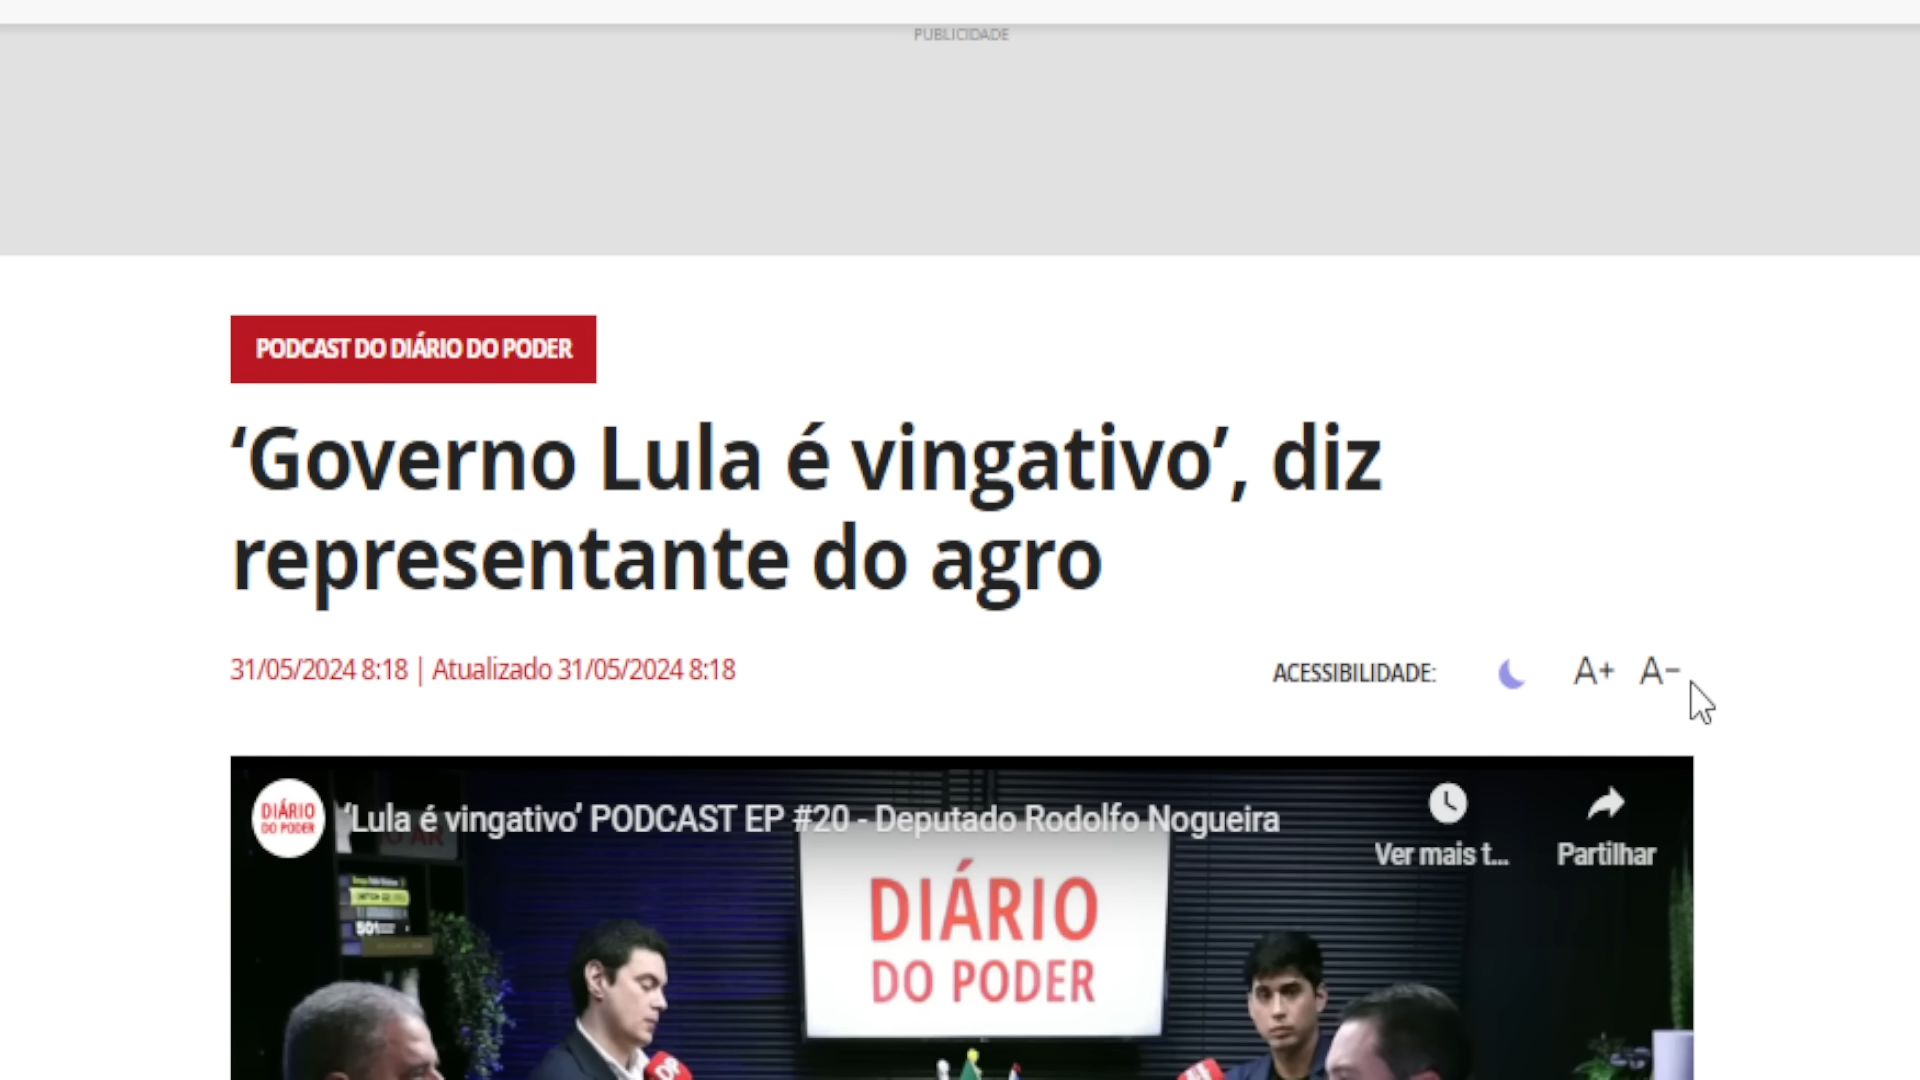 PUBLICIDADE
PODCAST DO DIÁRIO DO PODER
‘Governo Lula é vingativo’, diz
representante do agro
31/05/2024 8:18 | Atualizado 31/05/2024 8:18
ACESSIBILIDADE:
A+ A-
DIÁRIO
DO PODER
‘Lula é vingativo’ PODCAST EP #20 - Deputado Rodolfo Nogueira
Ver mais t...
Partilhar
DIÁRIO
DO PODER
501